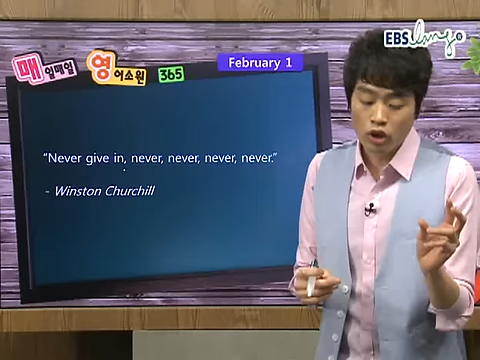 EBS lang e
February 1
매 일매일 영 어소원 365
“Never give in, never, never, never, never.”
- Winston Churchill